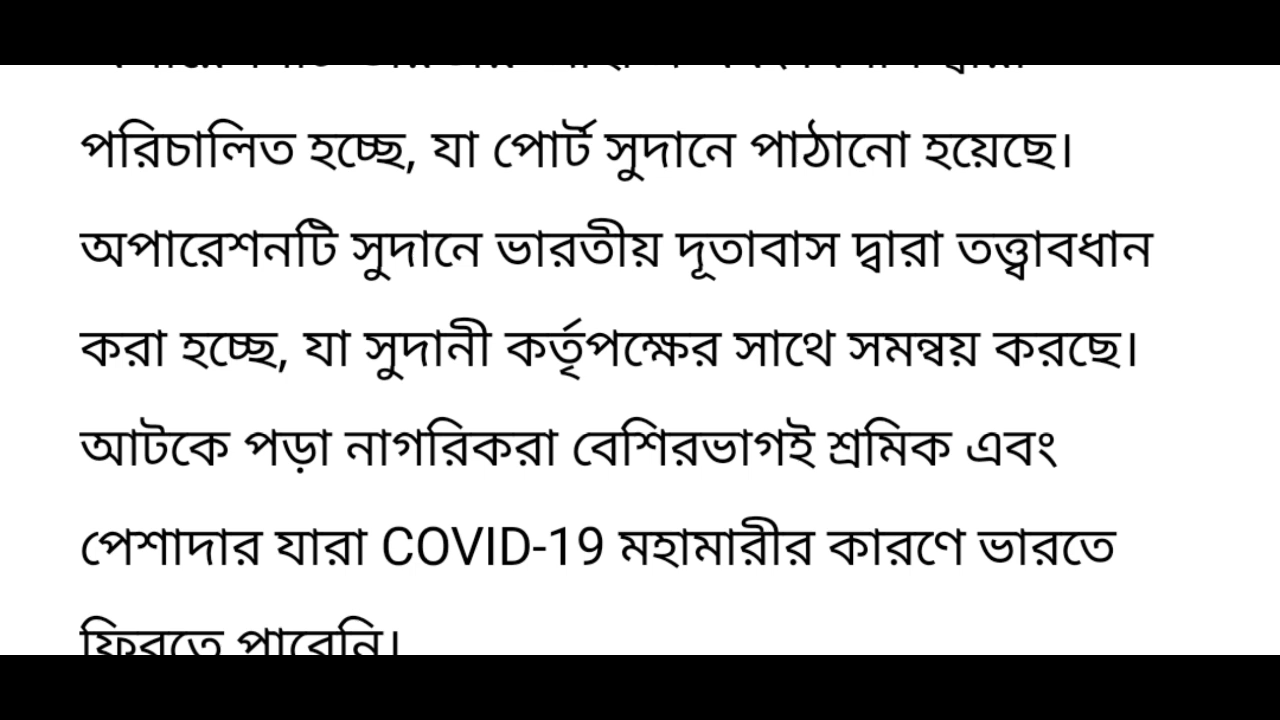 পরিচালিত হচ্ছে, যা পোর্ট সুদানে পাঠানো হয়েছে।
অপারেশনটি সুদানে ভারতীয় দূতাবাস দ্বারা তত্ত্বাবধান
করা হচ্ছে, যা সুদানী কর্তৃপক্ষের সাথে সমন্বয় করছে।
আটকে পড়া নাগরিকরা বেশিরভাগই শ্রমিক এবং
পেশাদার যারা COVID-19 মহামারীর কারণে ভারতে
ফিরতে পারেনি।